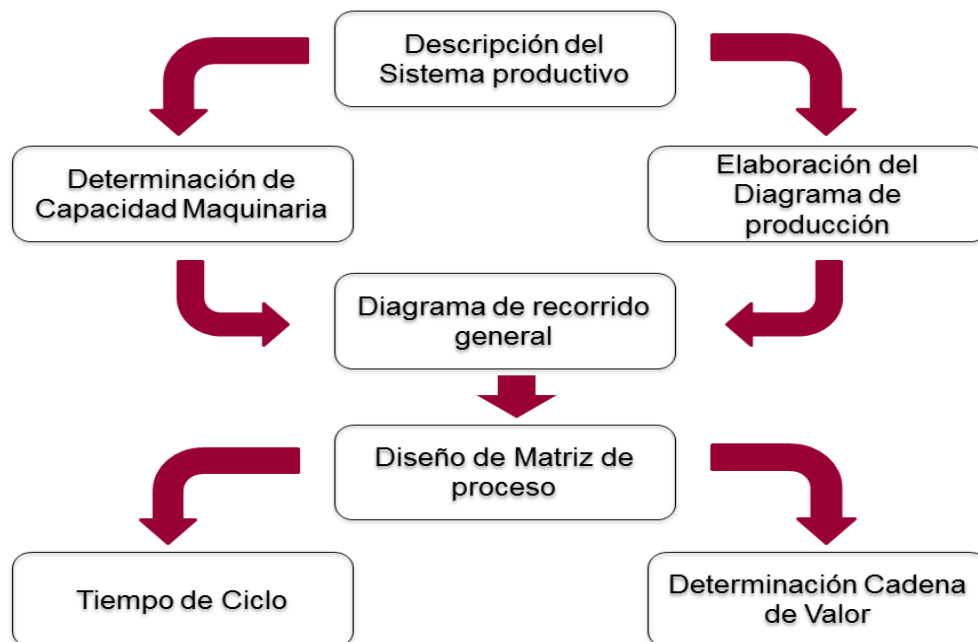 Descripción del
Sistema productivo
Determinación de
Capacidad Maquinaria
Elaboración del
Diagrama de
producción
Diagrama de recorrido
general
Diseño de Matriz de
proceso
Tiempo de Ciclo
Determinación Cadena
de Valor